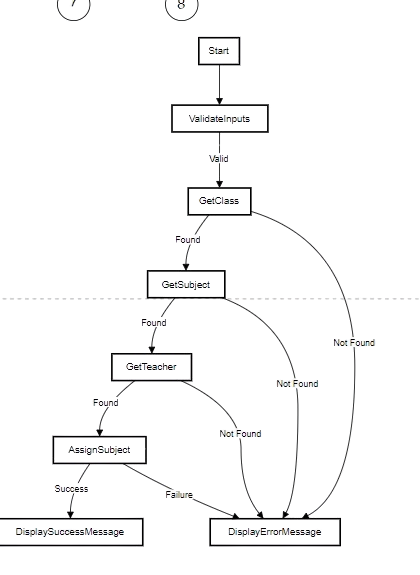 7 8
Start
ValidateInputs
Valid
GetClass
Found
GetSubject
Found
Not Found
GetTeacher
Not Found
Found
Not Found
AssignSubject
Success
Failure
DisplaySuccessMessage
DisplayErrorMessage